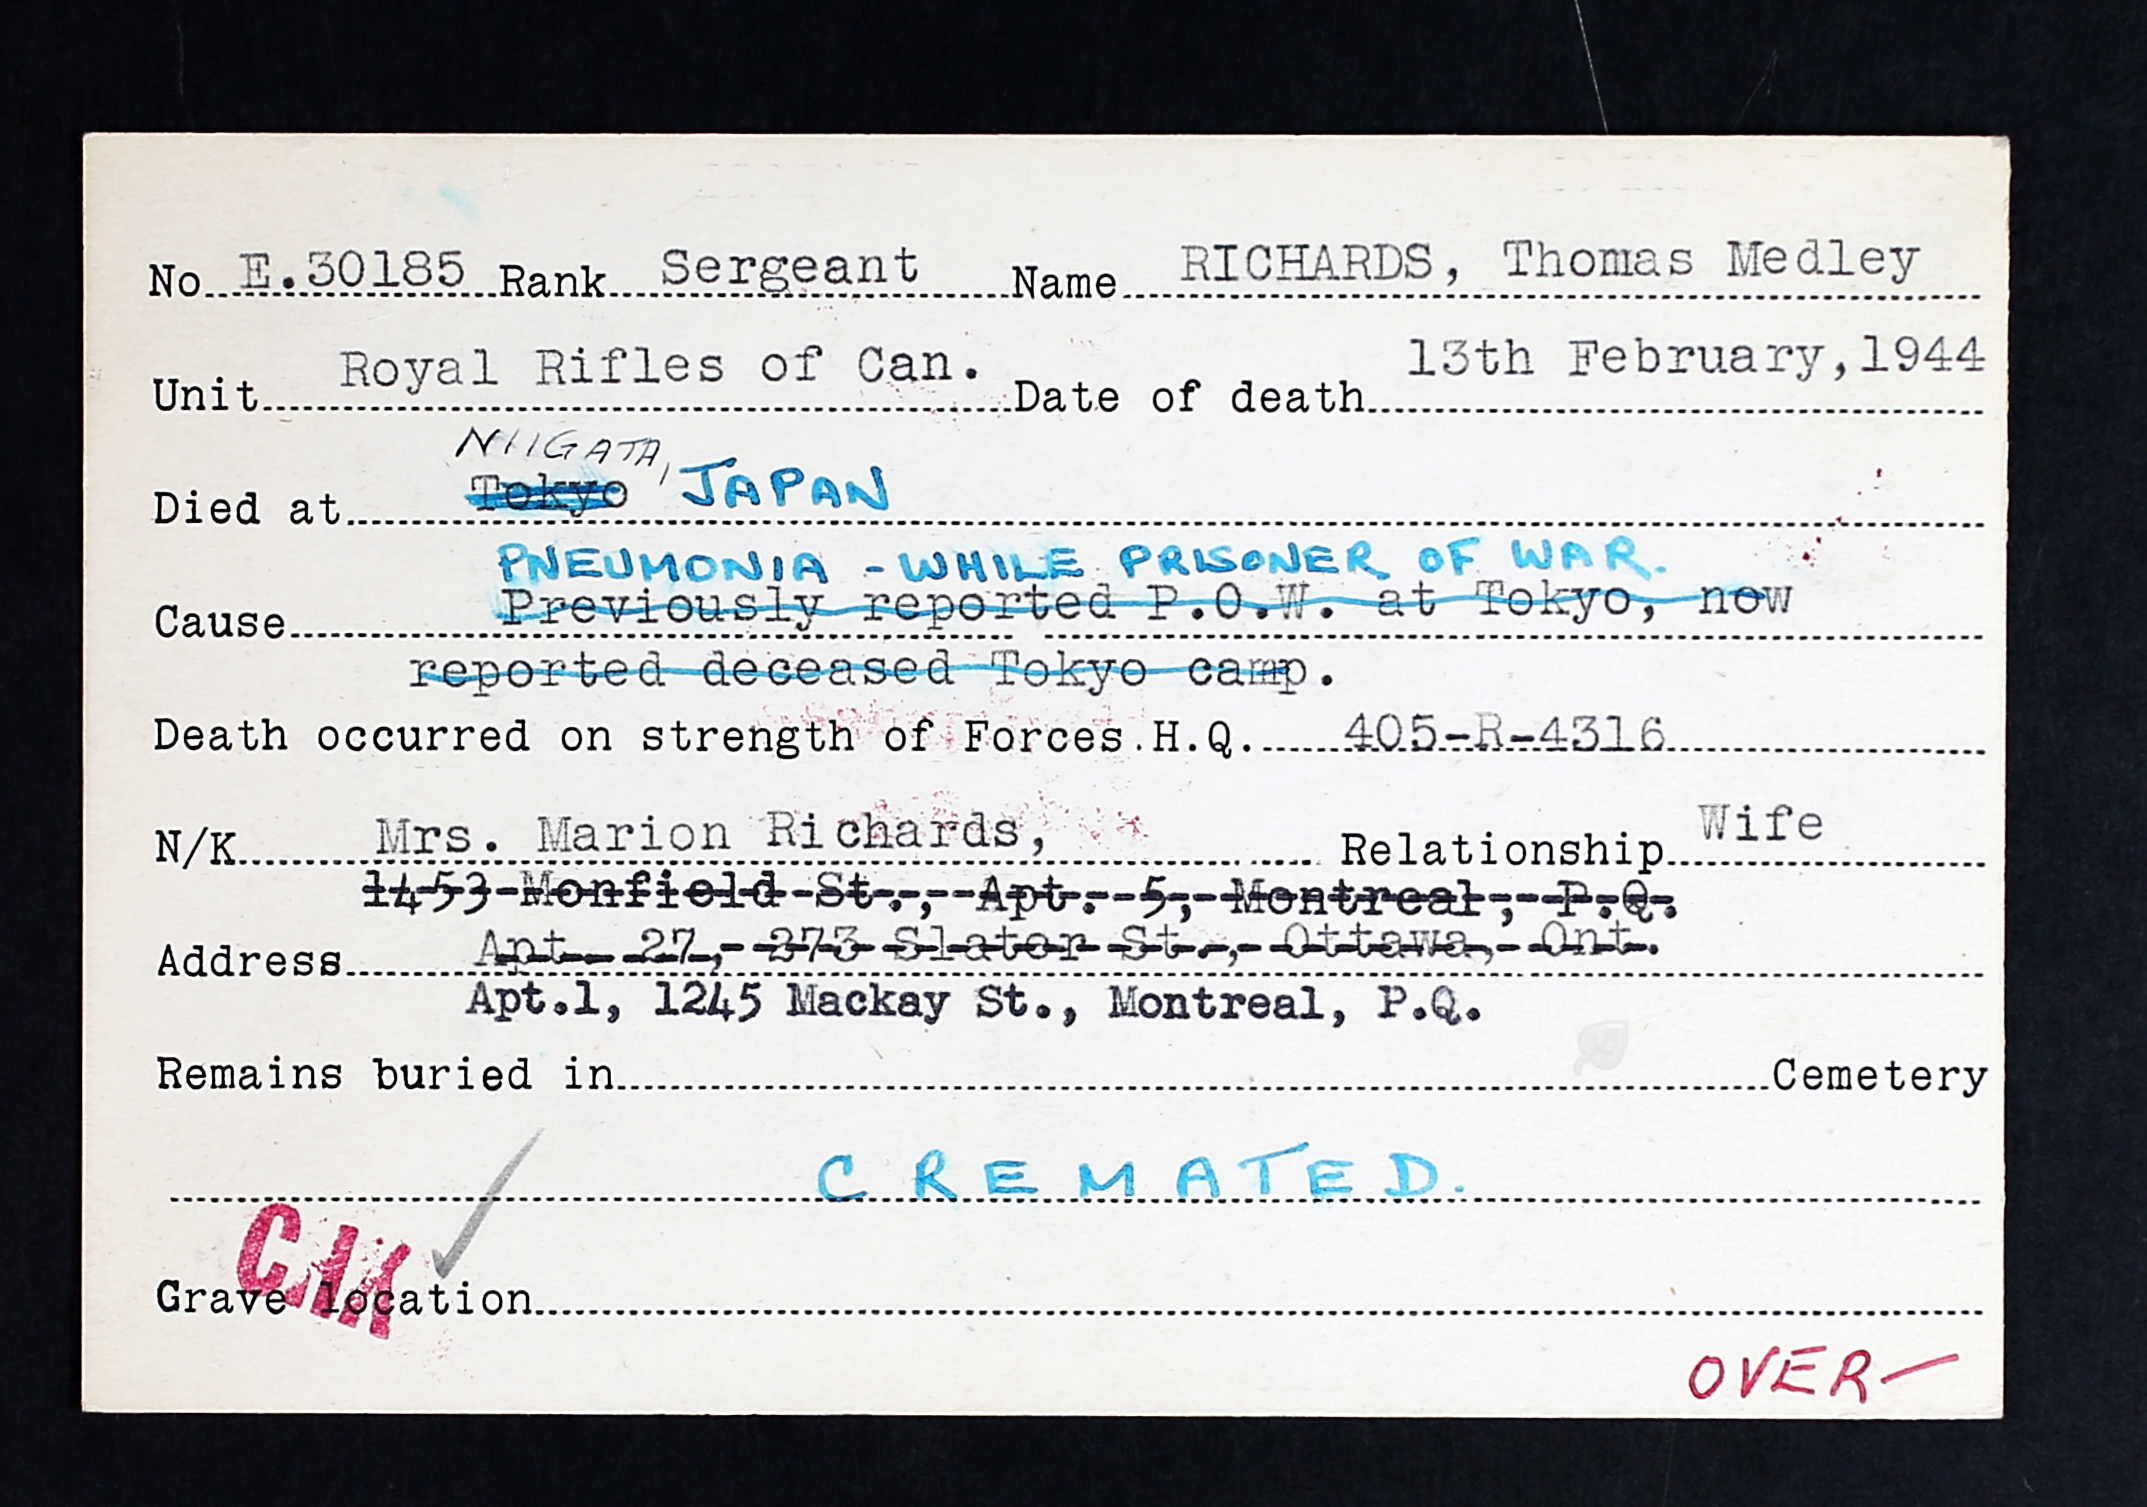 No E.30185 Rank Sergeant Name RICHARDS, Thomas Medley
Unit Royal Rifles of Can. Date of death 13th February, 1944
NIIGATA,
Died at Tokyo JAPAN
PNEUMONIA - WHILE PRISONER OF WAR.
Cause Previously reported P.O.W. at Tokyo, now
reported deceased Tokyo camp.
Death occurred on strength of Forces.H.Q. 405-R-4316
N/K Mrs. Marion Richards, Relationship Wife
1453 Monfield St., Apt. 5, Montreal, P.Q.
Address Apt. 27, 273 Slater St., Ottawa, Ont.
Apt.1, 1245 Mackay St., Montreal, P.Q.
Remains buried in Cemetery
CREMATED.
Grave location
OVER-